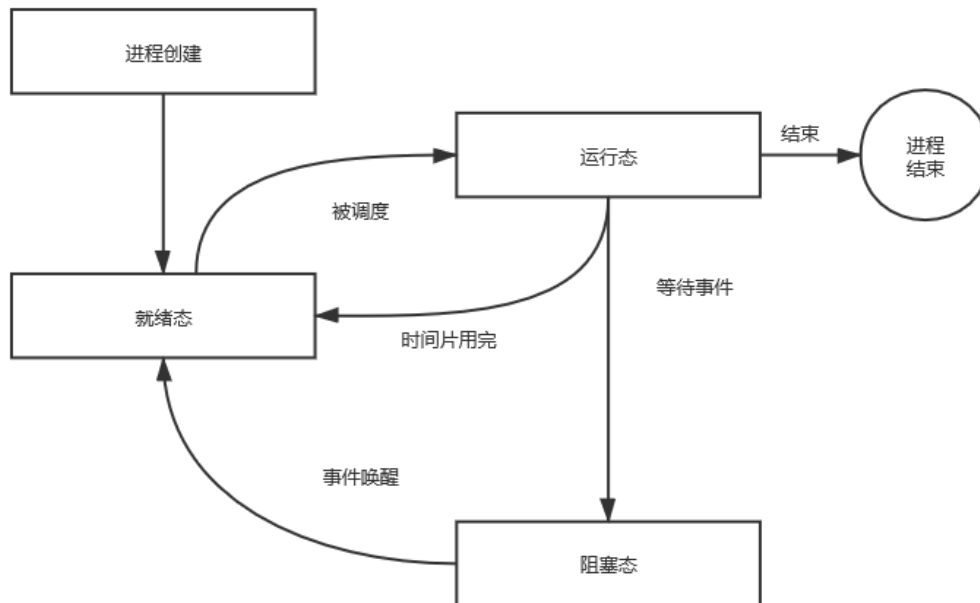 进程创建
结束
运行态
进程
结束
被调度
等待事件
就绪态
时间片用完
事件唤醒
阻塞态